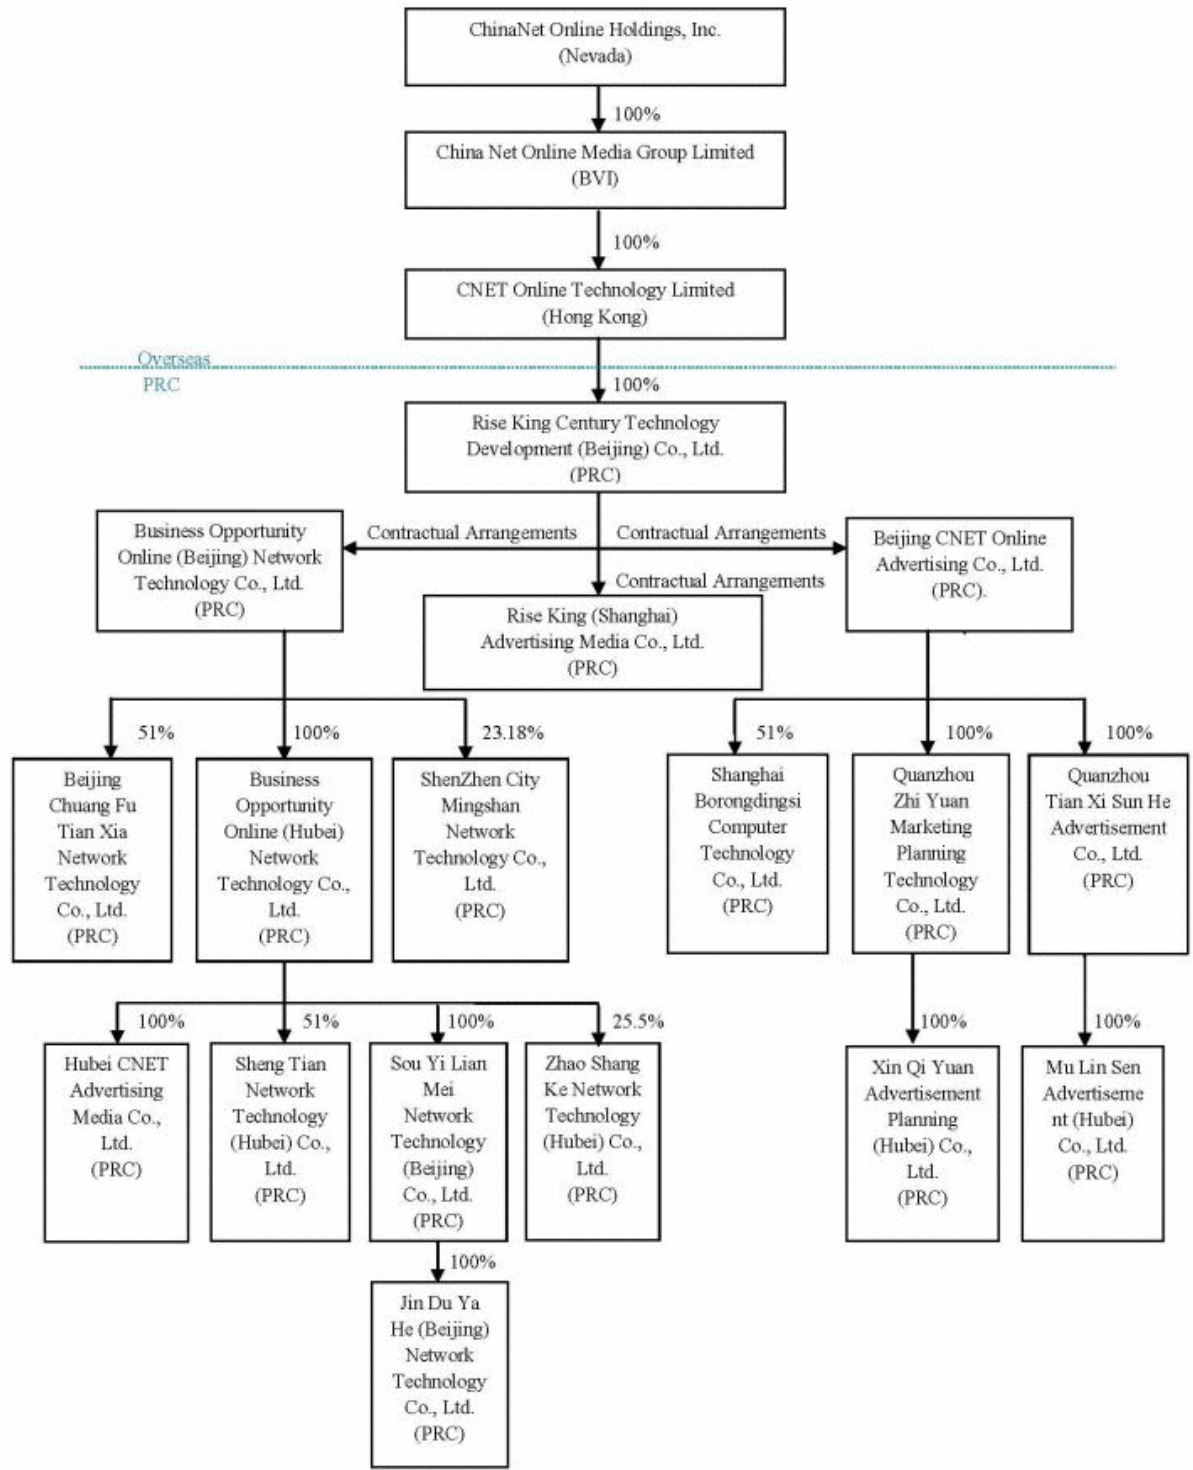 ChinaNet Online Holdings, Inc.
(Nevada)
100%
China Net Online Media Group Limited
(BVI)
100%
CNET Online Technology Limited
(Hong Kong)
Overseas
PRC
100%
Rise King Century Technology
Development (Beijing) Co., Ltd.
(PRC)
Contractual Arrangements
Contractual Arrangements
Contractual Arrangements
Business Opportunity
Online (Beijing) Network
Technology Co., Ltd.
(PRC)
Rise King (Shanghai)
Advertising Media Co., Ltd.
(PRC)
Beijing CNET Online
Advertising Co., Ltd.
(PRC).
51%
100%
23.18%
51%
100%
100%
Beijing
Chuang Fu
Tian Xia
Network
Technology
Co., Ltd.
(PRC)
Business
Opportunity
Online (Hubei)
Network
Technology Co.,
Ltd.
(PRC)
ShenZhen City
Mingshan
Network
Technology Co.,
Ltd.
(PRC)
Shanghai
Borongdingsi
Computer
Technology
Co., Ltd.
(PRC)
Quanzhou
Zhi Yuan
Marketing
Planning
Technology
Co., Ltd.
(PRC)
Quanzhou
Tian Xi Sun He
Advertisement
Co., Ltd.
(PRC)
100%
51%
100%
25.5%
100%
100%
Hubei CNET
Advertising
Media Co.,
Ltd.
(PRC)
Sheng Tian
Network
Technology
(Hubei) Co.,
Ltd.
(PRC)
Sou Yi Lian
Mei
Network
Technology
(Beijing)
Co., Ltd.
(PRC)
Zhao Shang
Ke Network
Technology
(Hubei) Co.,
Ltd.
(PRC)
Xin Qi Yuan
Advertisement
Planning
(Hubei) Co.,
Ltd.
(PRC)
Mu Lin Sen
Advertiseme
nt (Hubei)
Co., Ltd.
(PRC)
100%
Jin Du Ya
He (Beijing)
Network
Technology
Co., Ltd.
(PRC)